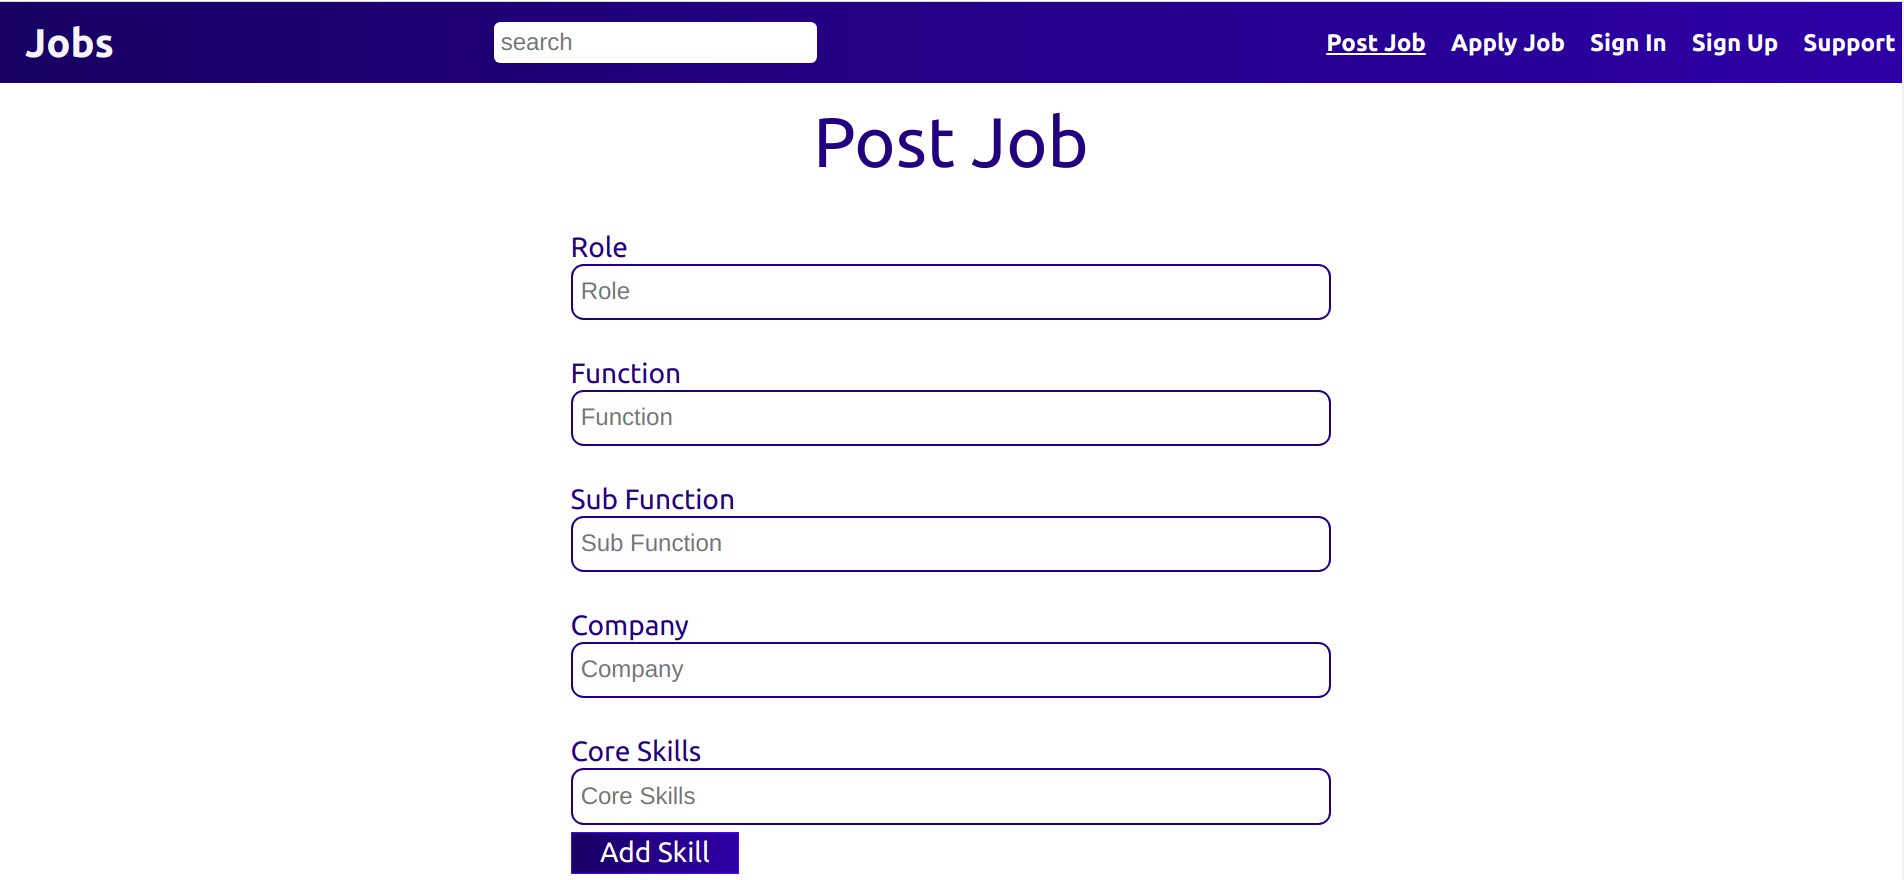 Jobs search Post Job Apply Job Sign In Sign Up Support
Post Job
Role
Role
Function
Function
Sub Function
Sub Function
Company
Company
Core Skills
Core Skills
Add Skill